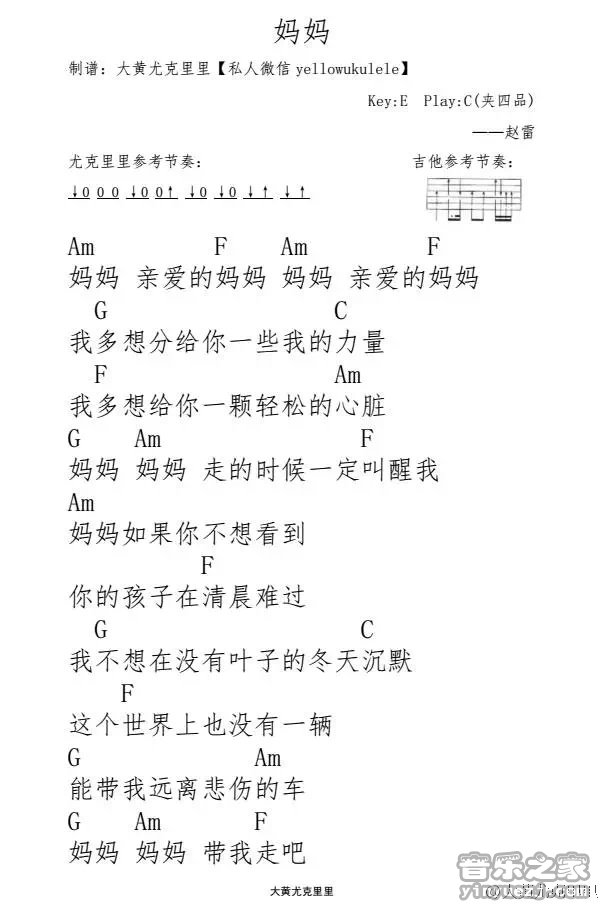 妈妈
制谱：大黄尤克里里【私人微信 yellowukulele】
Key:E Play:C(夹四品)
——赵雷
尤克里里参考节奏： 吉他参考节奏：
↓0 0 0 ↓0 0↑ ↓0 ↓0 ↓↑ ↓↑
Am F Am F
妈妈 亲爱的妈妈 妈妈 亲爱的妈妈
G C
我多想分给你一些我的力量
F Am
我多想给你一颗轻松的心脏
G Am F
妈妈 妈妈 走的时候一定叫醒我
Am
妈妈如果你不想看到
F
你的孩子在清晨难过
G C
我不想在没有叶子的冬天沉默
F
这个世界上也没有一辆
G Am
能带我远离悲伤的车
G Am F
妈妈 妈妈 带我走吧
大黄尤克里里
音乐之家